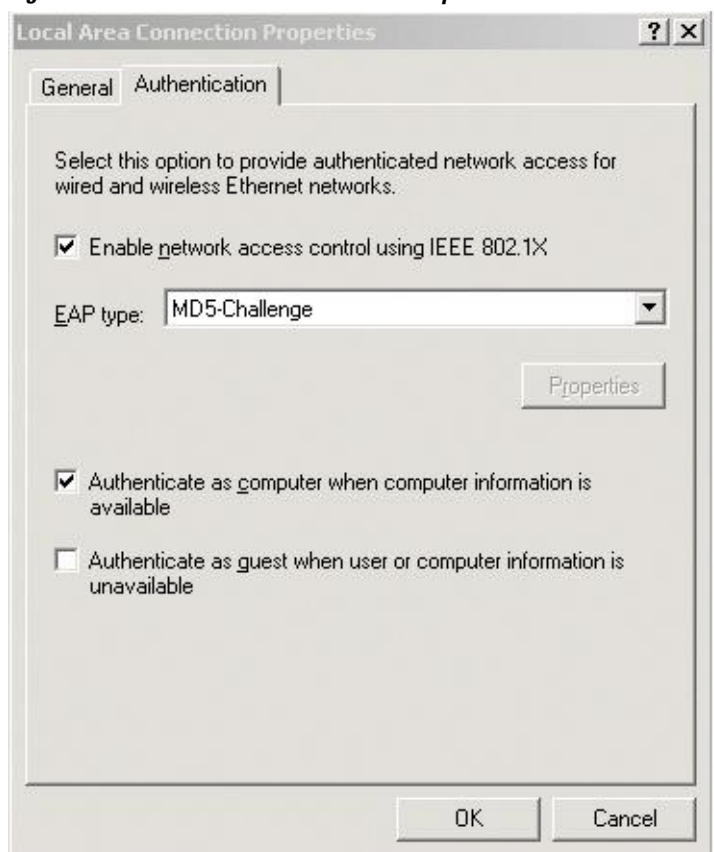 Local Area Connection Properties
General
Authentication
Select this option to provide authenticated network access for
wired and wireless Ethernet networks.
Enable network access control using IEEE 802.1X
EAP type:
MD5-Challenge
Properties
Authenticate as computer when computer information is
available
Authenticate as guest when user or computer information is
unavailable
OK
Cancel